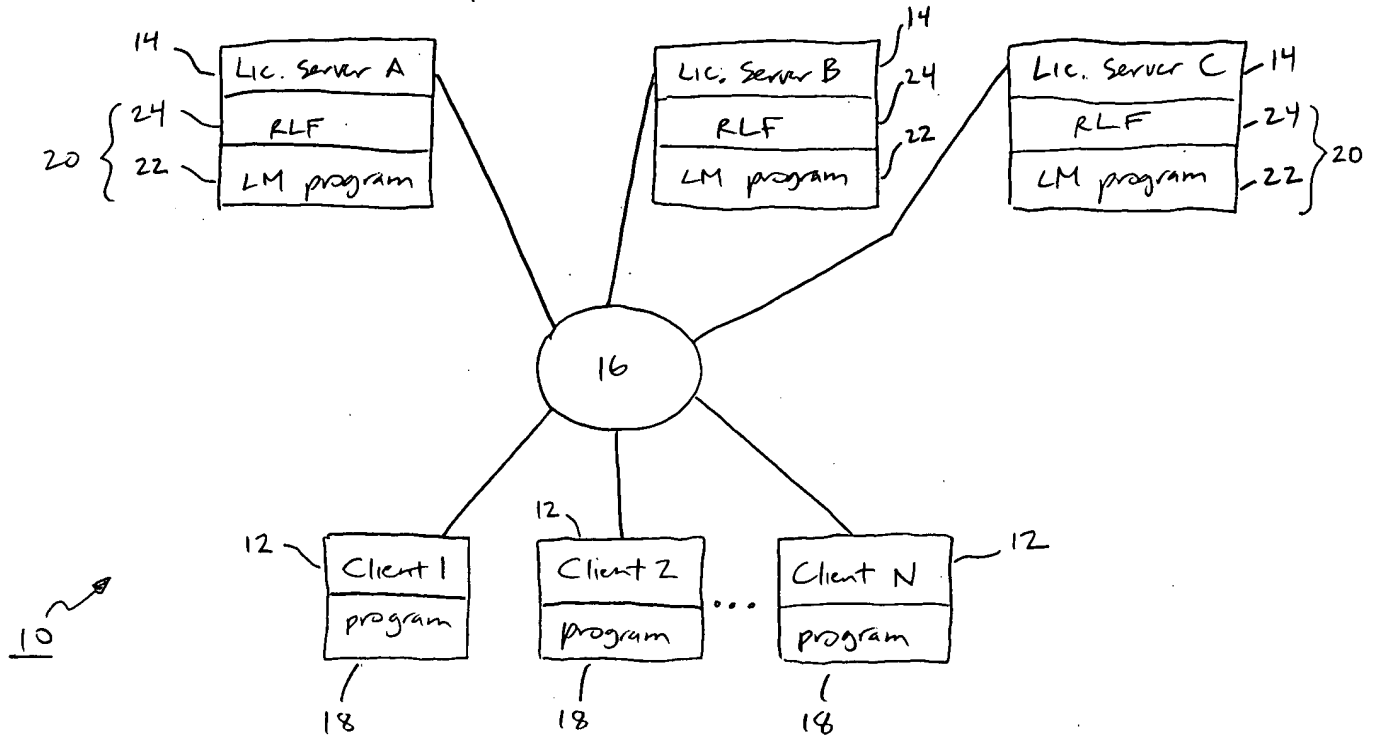 14
Lic. Server A
24
RLF
20
22
LM program
14
Lic. Server B
24
RLF
22
LM program
14
Lic. Server C
24
RLF
20
22
LM program
16
12
Client 1
program
18
12
Client 2
program
18
...
12
Client N
program
18
10